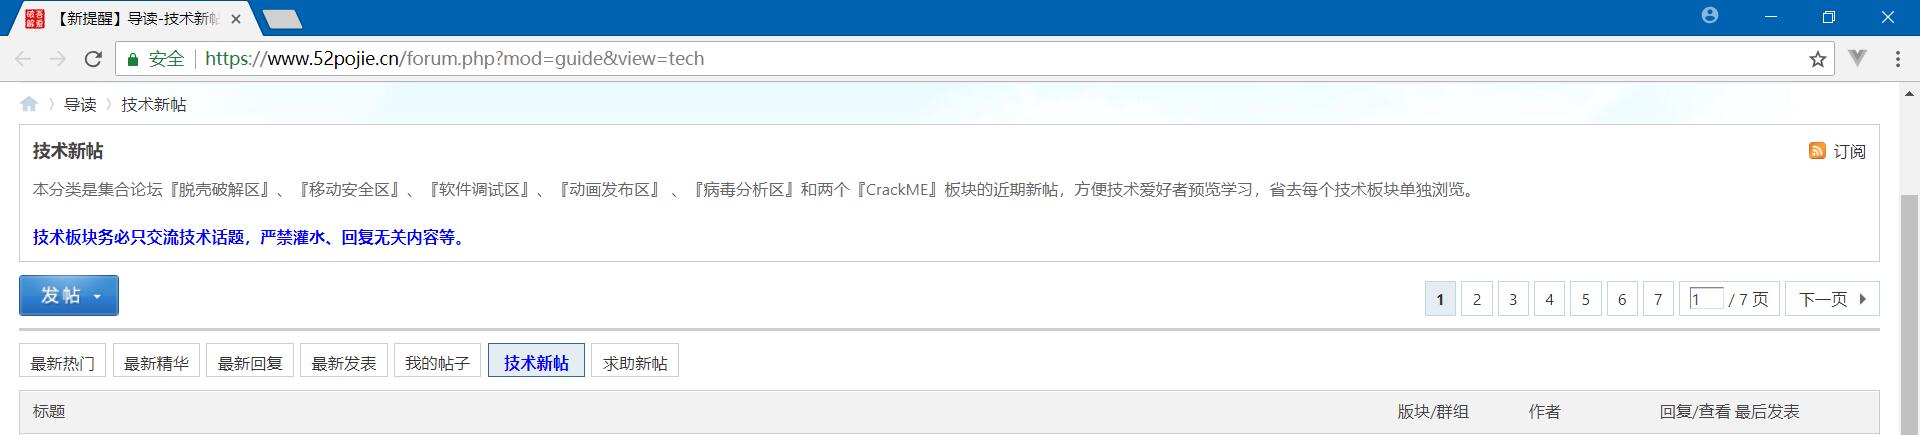 【新提醒】导读-技术新帖
安全 https://www.52pojie.cn/forum.php?mod=guide&view=tech
导读 技术新帖
技术新帖
订阅
本分类是集合论坛『脱壳破解区』、『移动安全区』、『软件调试区』、『动画发布区』、『病毒分析区』和两个『CrackME』板块的近期新帖，方便技术爱好者预览学习，省去每个技术板块单独浏览。
技术板块务必只交流技术话题，严禁灌水、回复无关内容等。
发帖
1 2 3 4 5 6 7 1 / 7 页 下一页
最新热门 最新精华 最新回复 最新发表 我的帖子 技术新帖 求助新帖
标题 版块/群组 作者 回复/查看 最后发表